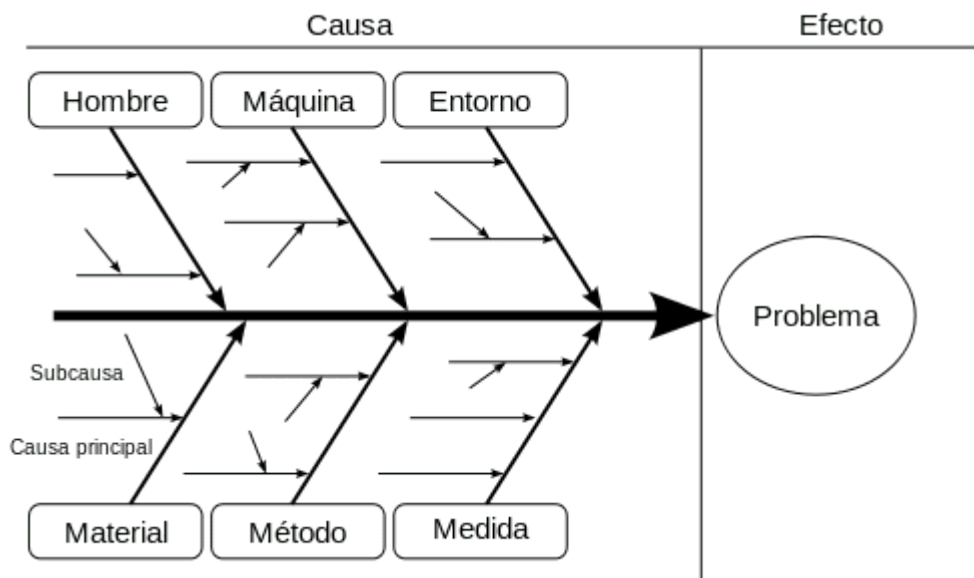 Causa
Efecto
Hombre
Máquina
Entorno
Problema
Subcausa
Causa principal
Material
Método
Medida